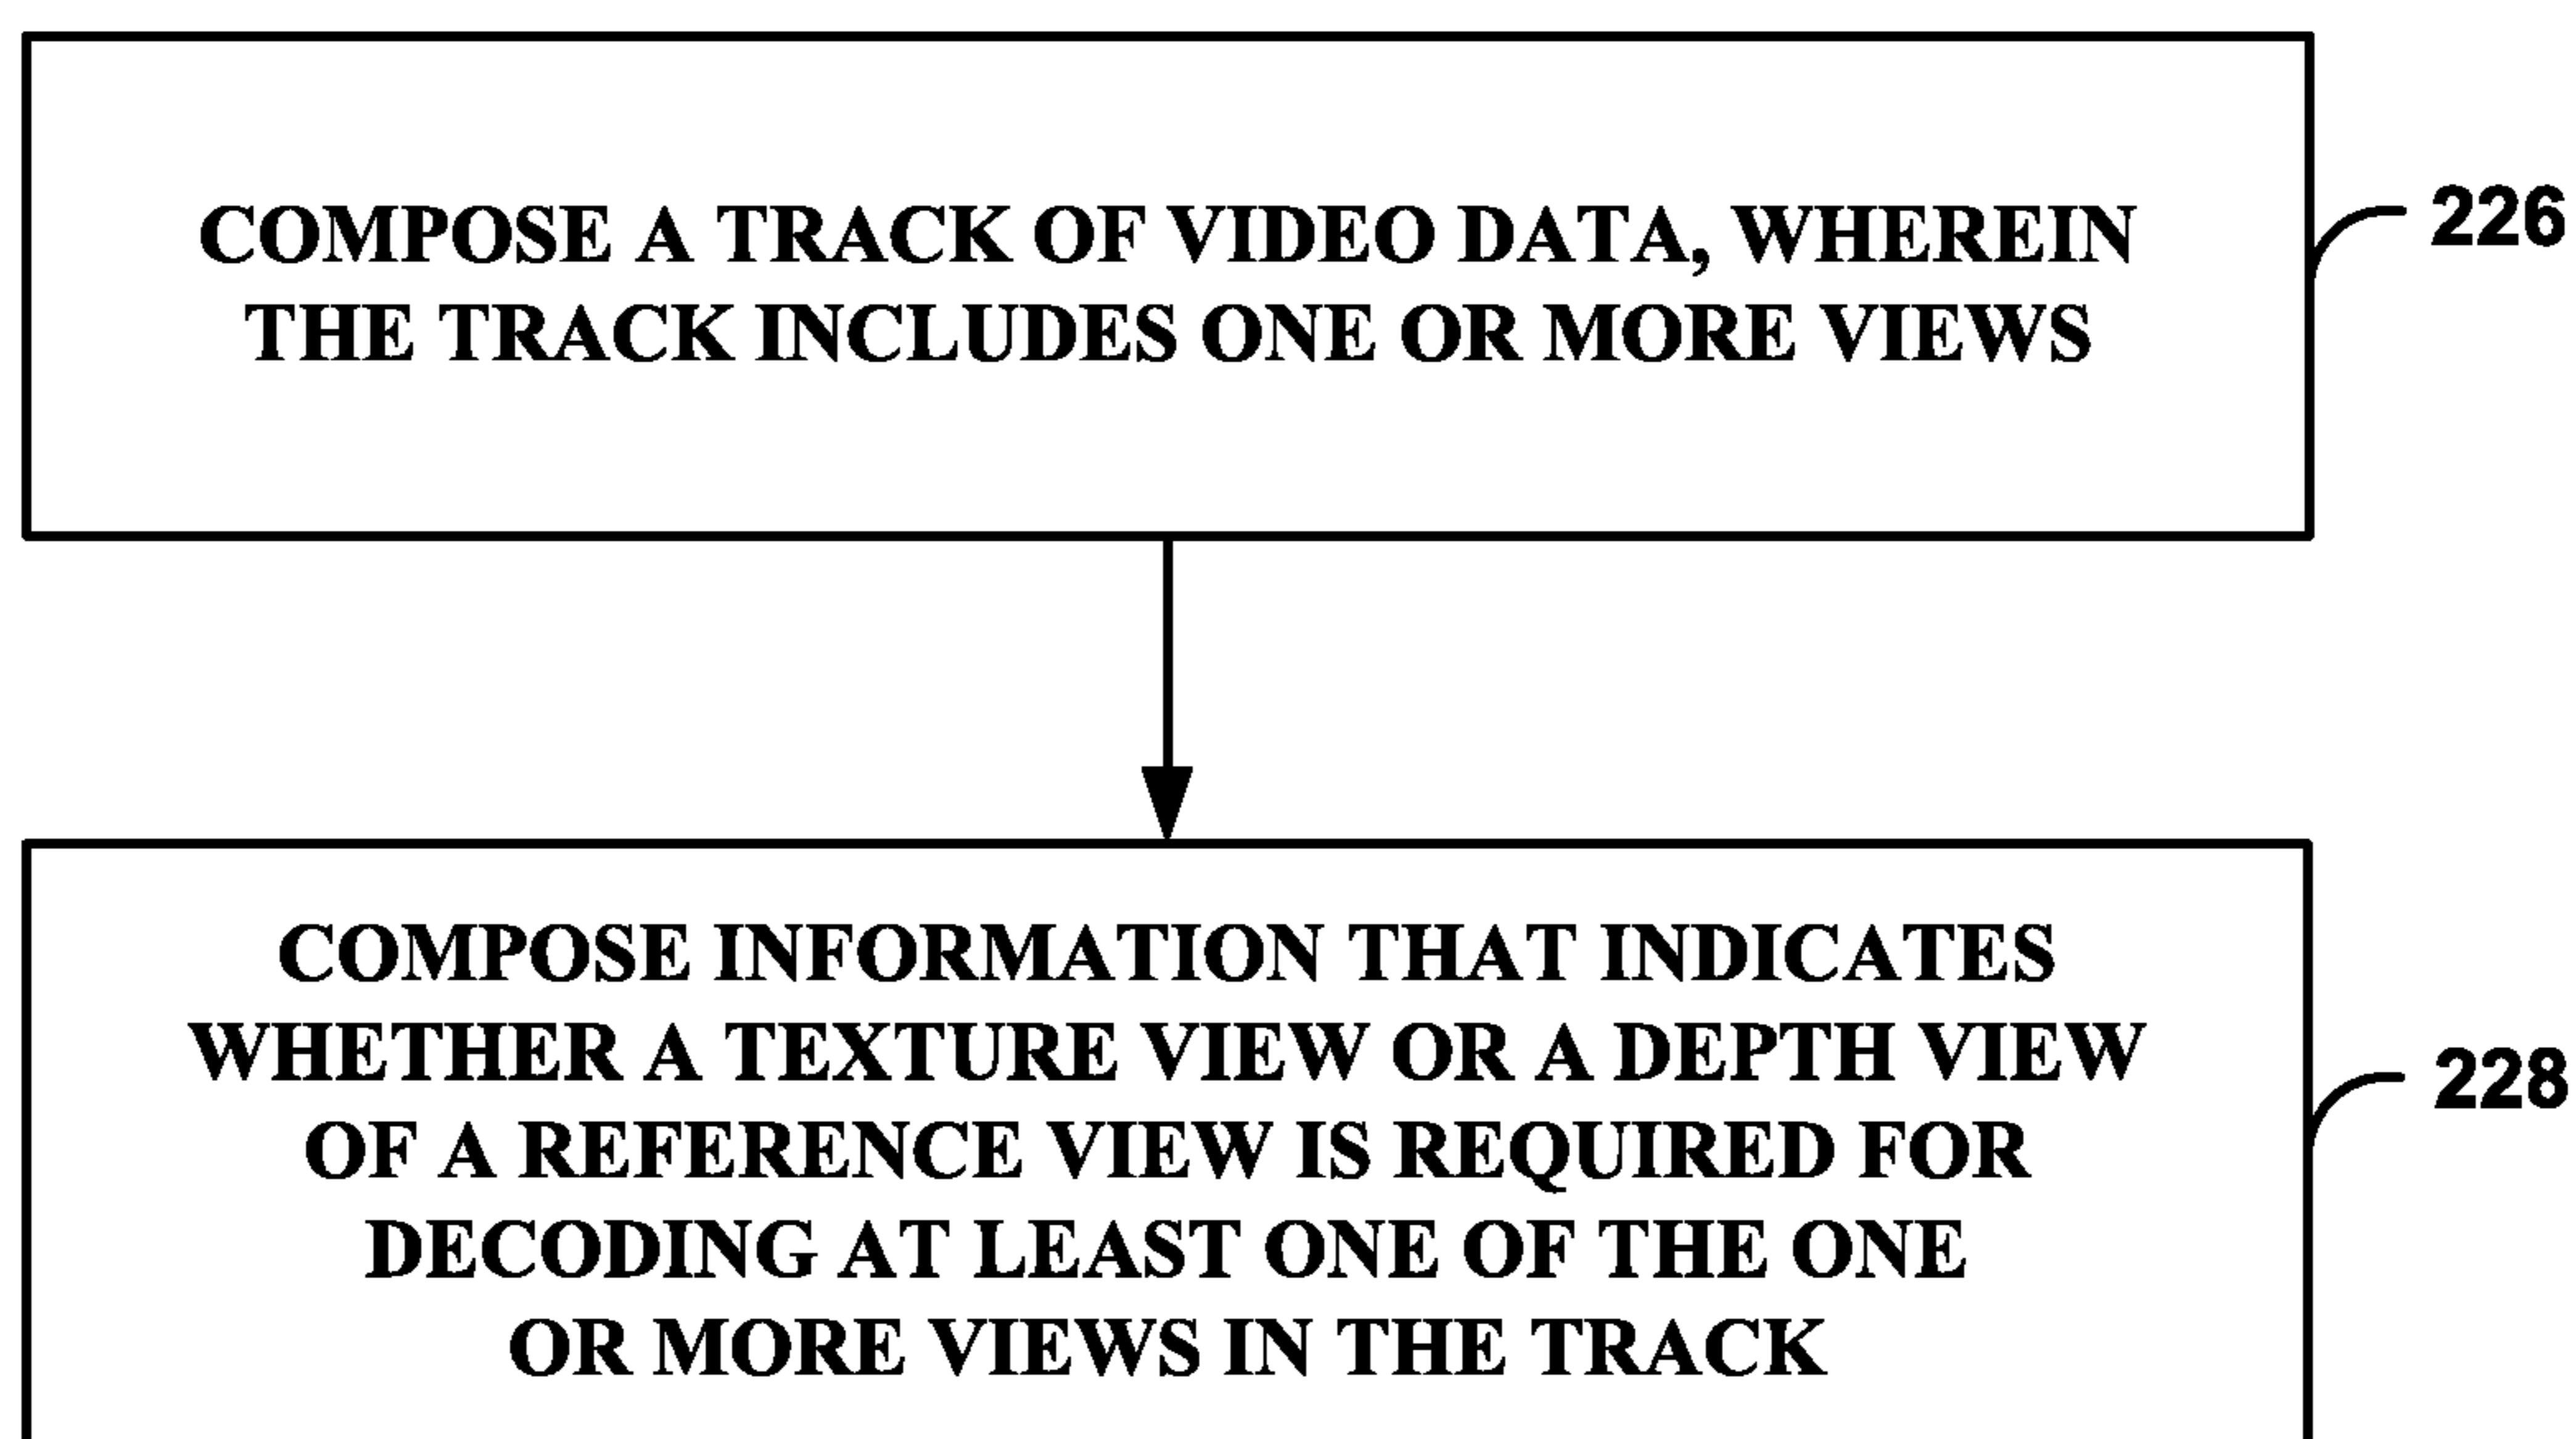 COMPOSE A TRACK OF VIDEO DATA, WHEREIN
THE TRACK INCLUDES ONE OR MORE VIEWS
226
COMPOSE INFORMATION THAT INDICATES
WHETHER A TEXTURE VIEW OR A DEPTH VIEW
OF A REFERENCE VIEW IS REQUIRED FOR
DECODING AT LEAST ONE OF THE ONE
OR MORE VIEWS IN THE TRACK
228